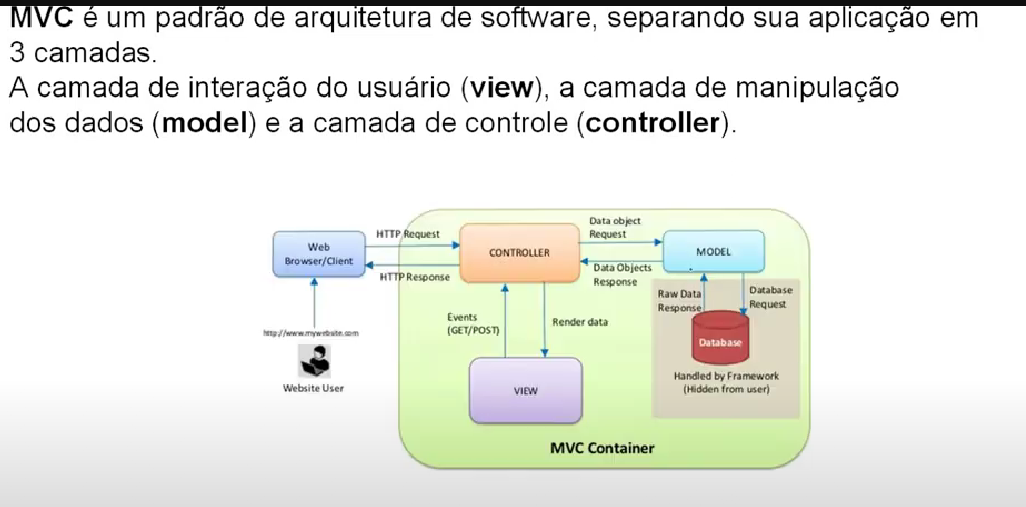 MVC é um padrão de arquitetura de software, separando sua aplicação em
3 camadas.
A camada de interação do usuário (view), a camada de manipulação
dos dados (model) e a camada de controle (controller).
Web
Browser/Client
HTTP Request
HTTP Response
CONTROLLER
Data object
Request
Data Objects
Response
MODEL
Raw Data
Response
Database
Request
Database
Handled by Framework
(Hidden from user)
Events
(GET/POST)
Render data
VIEW
http://www.mywebsite.com
Website User
MVC Container